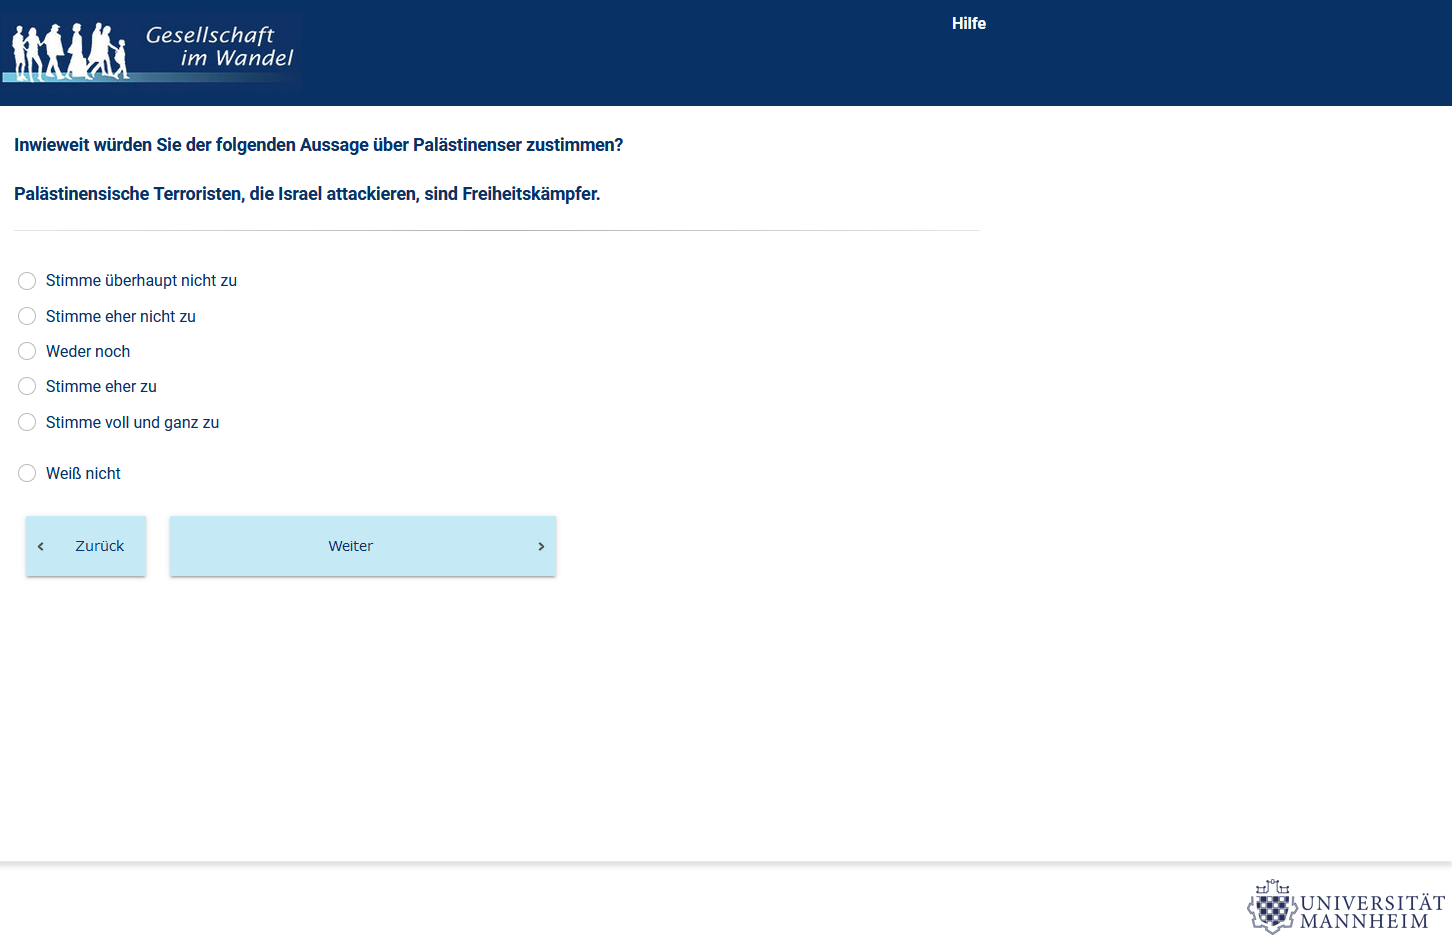 Gesellschaft
im Wandel
Hilfe
Inwieweit würden Sie der folgenden Aussage über Palästinenser zustimmen?
Palästinensische Terroristen, die Israel attackieren, sind Freiheitskämpfer.
Stimme überhaupt nicht zu
Stimme eher nicht zu
Weder noch
Stimme eher zu
Stimme voll und ganz zu
Weiß nicht
Zurück
Weiter
UNIVERSITÄT
MANNHEIM